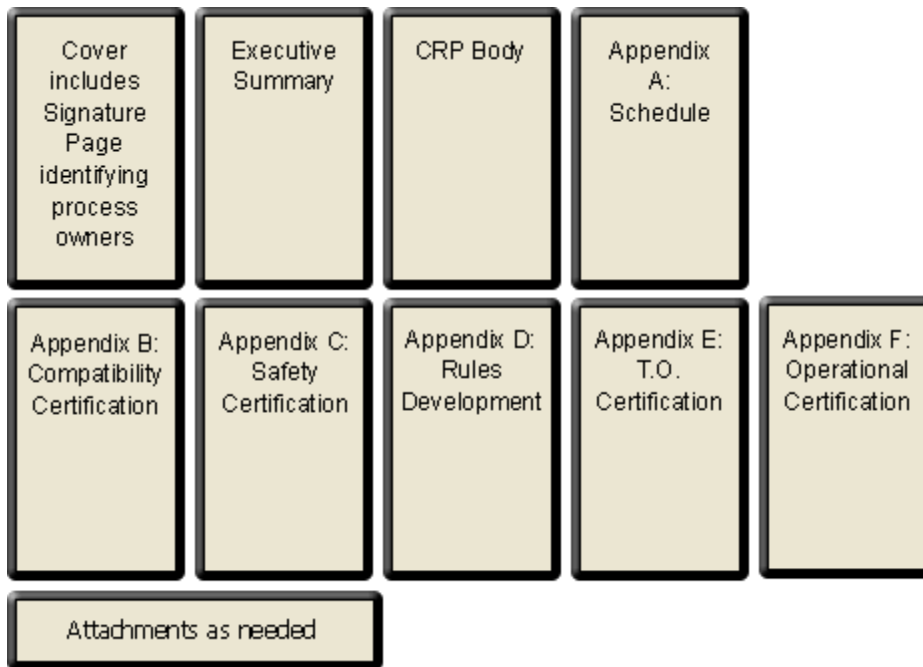 Cover
includes
Signature
Page
identifying
process
owners
Executive
Summary
CRP Body
Appendix
A:
Schedule
Appendix B:
Compatibility
Certification
Appendix C:
Safety
Certification
Appendix D:
Rules
Development
Appendix E:
T.O.
Certification
Appendix F:
Operational
Certification
Attachments as needed